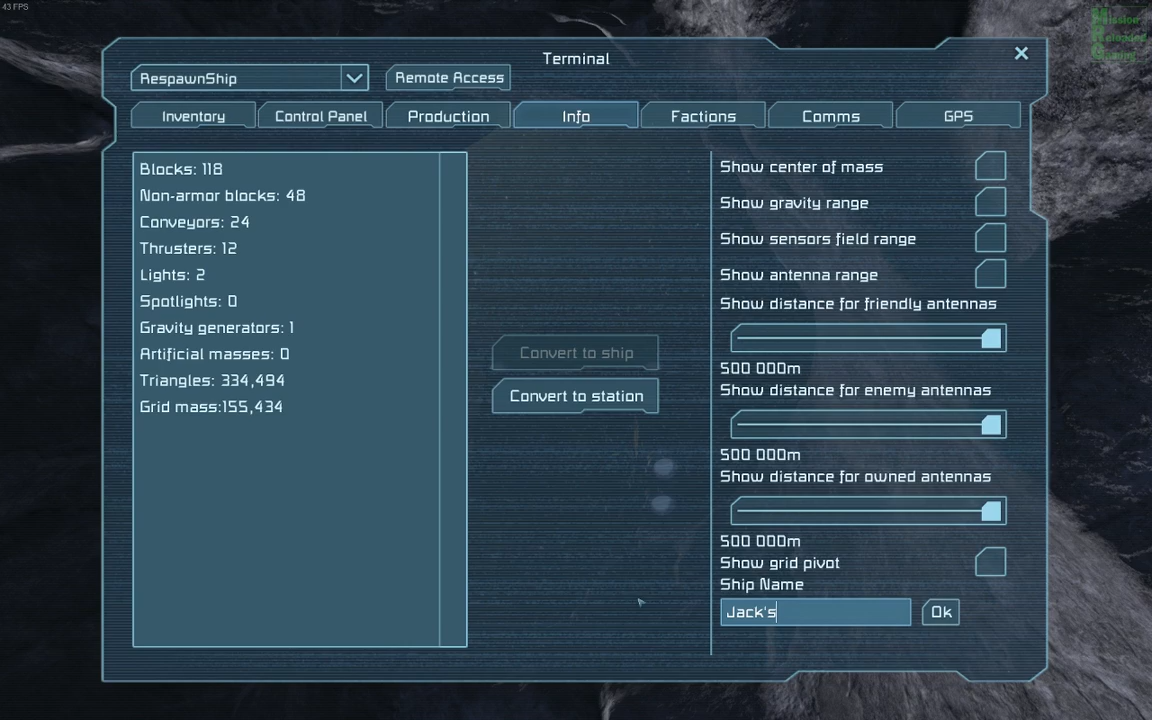 43 FPS
Mission
Reloaded
Gaming
Terminal
RespawnShip
Remote Access
Inventory
Control Panel
Production
Info
Factions
Comms
GPS
Blocks: 118
Non-armor blocks: 48
Conveyors: 24
Thrusters: 12
Lights: 2
Spotlights: 0
Gravity generators: 1
Artificial masses: 0
Triangles: 334,494
Grid mass:155,434
Convert to ship
Convert to station
Show center of mass
Show gravity range
Show sensors field range
Show antenna range
Show distance for friendly antennas
500 000m
Show distance for enemy antennas
500 000m
Show distance for owned antennas
500 000m
Show grid pivot
Ship Name
Jack's
Ok